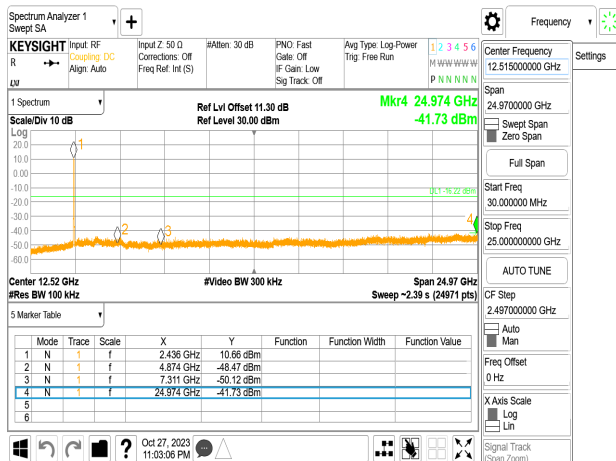 Spectrum Analyzer 1
Swept SA
Frequency
KEYSIGHT
R
Input: RF
Coupling: DC
Align: Auto
Input Z: 50 Ω
Corrections: Off
Freq Ref: Int (S)
#Atten: 30 dB
PNO: Fast
Gate: Off
IF Gain: Low
Sig Track: Off
Avg Type: Log-Power
Trig: Free Run
1 2 3 4 5 6
M W W W W W
P N N N N N
LXI
1 Spectrum
Scale/Div 10 dB
Ref Lvl Offset 11.30 dB
Ref Level 30.00 dBm
Mkr4 24.974 GHz
-41.73 dBm
Log
20.0
10.0
0.00
-10.0
-20.0
-30.0
-40.0
-50.0
-60.0
1
2
3
4
DL1 -16.22 dBm
Center 12.52 GHz
#Res BW 100 kHz
#Video BW 300 kHz
Span 24.97 GHz
Sweep ~2.39 s (24971 pts)
5 Marker Table
Mode Trace Scale X Y Function Function Width Function Value
1 N 1 f 2.436 GHz 10.66 dBm
2 N 1 f 4.874 GHz -48.47 dBm
3 N 1 f 7.311 GHz -50.12 dBm
4 N 1 f 24.974 GHz -41.73 dBm
5
6
Oct 27, 2023
11:03:06 PM
Settings
Center Frequency
12.515000000 GHz
Span
24.9700000 GHz
Swept Span
Zero Span
Full Span
Start Freq
30.000000 MHz
Stop Freq
25.000000000 GHz
AUTO TUNE
CF Step
2.497000000 GHz
Auto
Man
Freq Offset
0 Hz
X Axis Scale
Log
Lin
Signal Track
(Span Zoom)